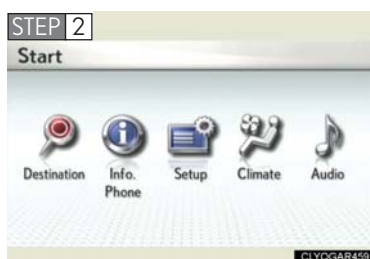 STEP 2
Start
Destination
Info.
Phone
Setup
Climate
Audio
CLYOGAR459